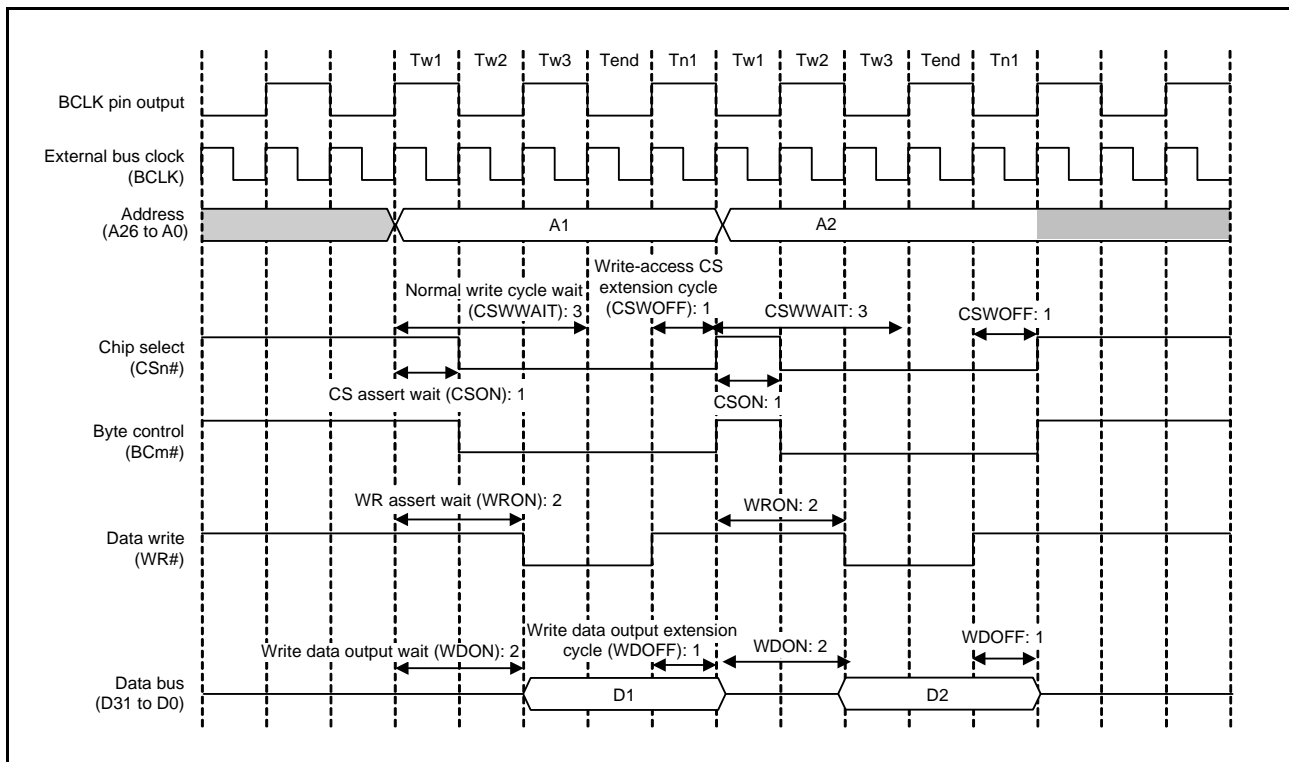 Tw1 Tw2 Tw3 Tend Tn1 Tw1 Tw2 Tw3 Tend Tn1
BCLK pin output
External bus clock
(BCLK)
Address
(A26 to A0)
A1
A2
Normal write cycle wait
(CSWWAIT): 3
Write-access CS
extension cycle
(CSWOFF): 1
CSWWAIT: 3
CSWOFF: 1
Chip select
(CSn#)
CS assert wait (CSON): 1
CSON: 1
Byte control
(BCm#)
WR assert wait (WRON): 2
WRON: 2
Data write
(WR#)
Write data output wait (WDON): 2
Write data output extension
cycle (WDOFF): 1
WDON: 2
WDOFF: 1
Data bus
(D31 to D0)
D1
D2